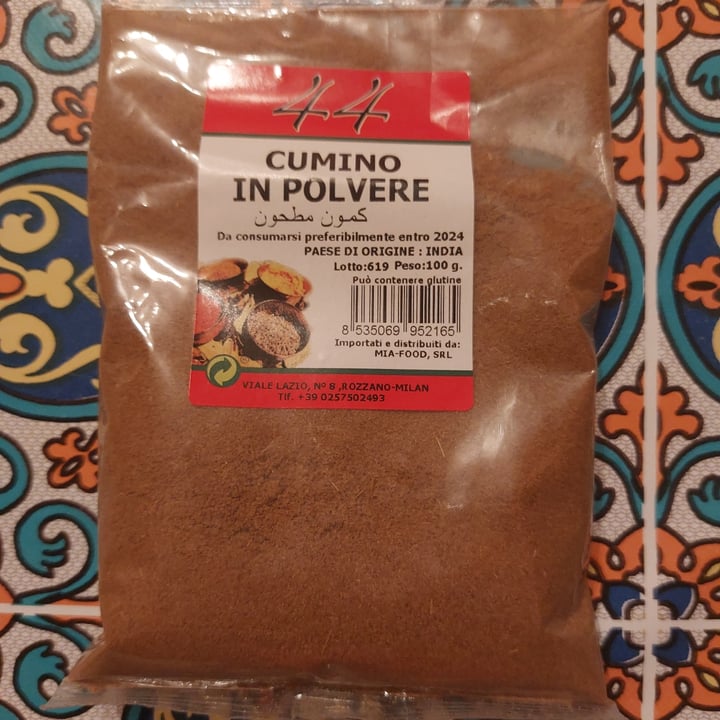 44
CUMINO
IN POLVERE
كمون مطحون
Da consumarsi preferibilmente entro 2024
PAESE DI ORIGINE : INDIA
Lotto:619 Peso:100 g.
Può contenere glutine
8 535069 952165
Importati e distribuiti da:
MIA-FOOD, SRL
VIALE LAZIO, Nº 8 ,ROZZANO-MILAN
Tlf. +39 0257502493